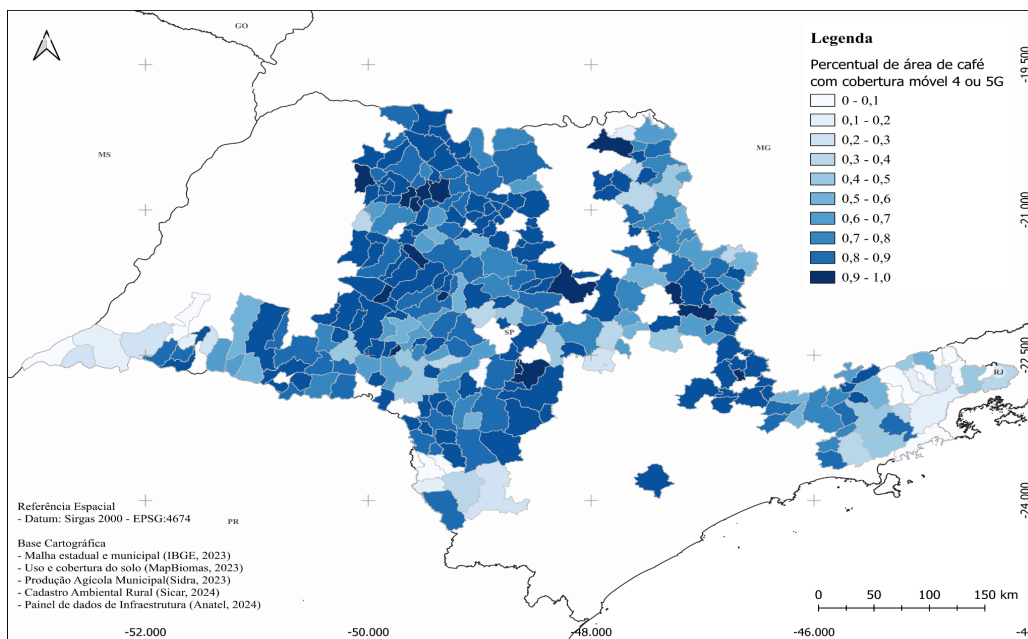 GO
MS
MG
SP
RJ
PR
Legenda
Percentual de área de café
com cobertura móvel 4 ou 5G
0 - 0,1
0,1 - 0,2
0,2 - 0,3
0,3 - 0,4
0,4 - 0,5
0,5 - 0,6
0,6 - 0,7
0,7 - 0,8
0,8 - 0,9
0,9 - 1,0
-19.500
-21.000
-22.500
-24.000
Referência Espacial
- Datum: Sirgas 2000 - EPSG:4674
Base Cartográfica
- Malha estadual e municipal (IBGE, 2023)
- Uso e cobertura do solo (MapBiomas, 2023)
- Produção Agícola Municipal(Sidra, 2023)
- Cadastro Ambiental Rural (Sicar, 2024)
- Painel de dados de Infraestrutura (Anatel, 2024)
0 50 100 150 km
-52.000 -50.000 -48.000 -46.000